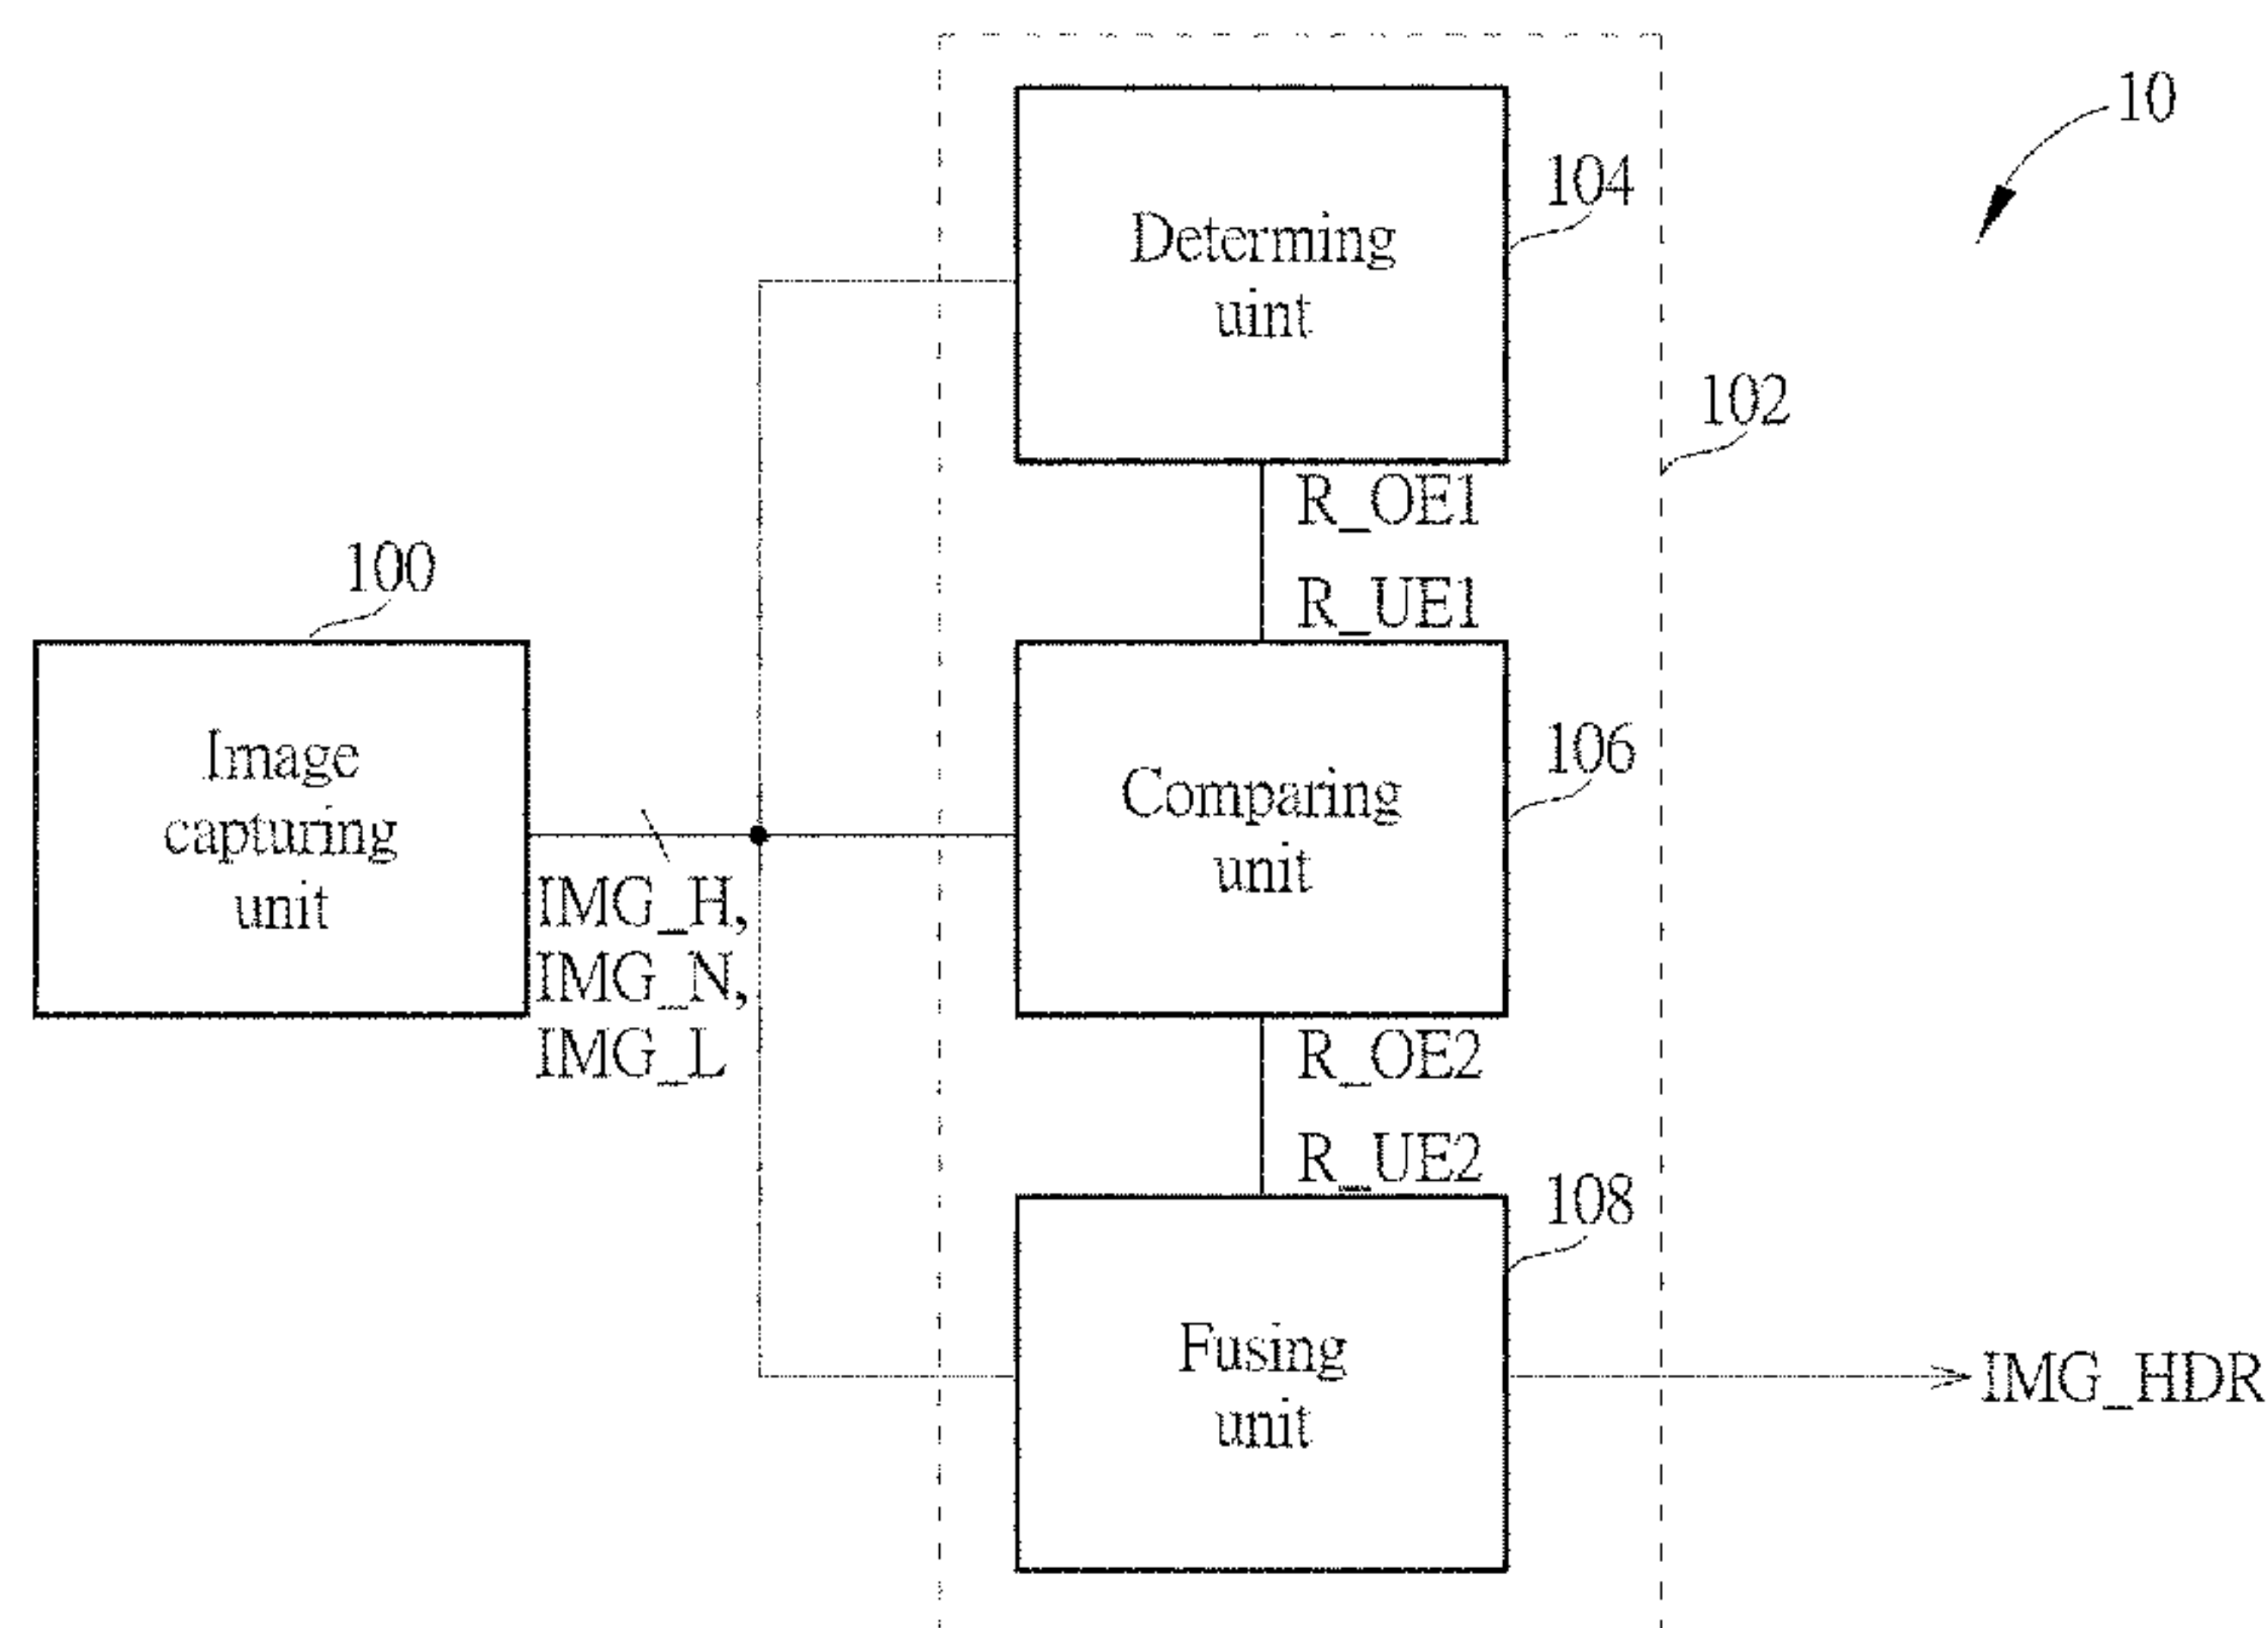 10
104
Determing
uint
102
R_OE1
100
R_UE1
Image
capturing
unit
106
Comparing
unit
IMG_H,
IMG_N,
IMG_L
R_OE2
R_UE2
108
Fusing
unit
IMG_HDR